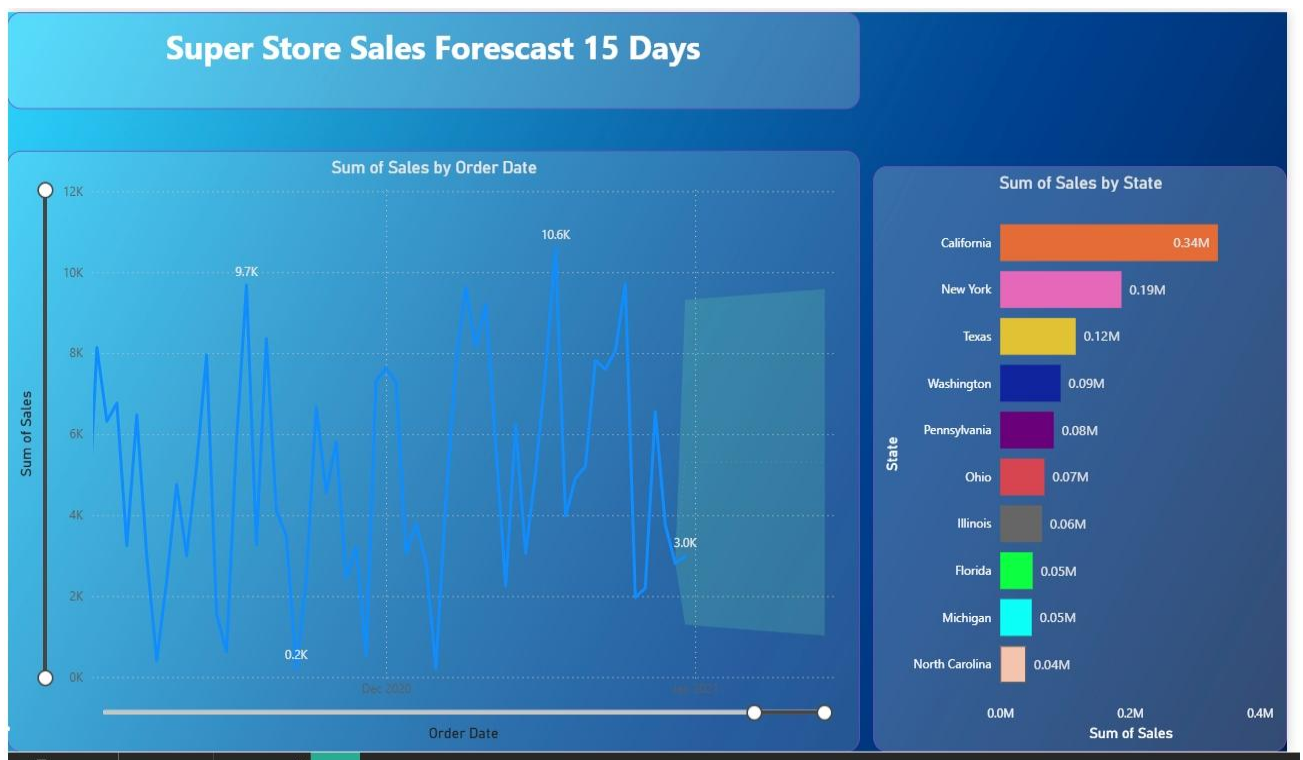 Super Store Sales Forescast 15 Days
Sum of Sales by Order Date
12K
10K
8K
6K
4K
2K
0K
Sum of Sales
9.7K
10.6K
3.0K
0.2K
Dec 2020
Jan 2021
Order Date
Sum of Sales by State
State
California 0.34M
New York 0.19M
Texas 0.12M
Washington 0.09M
Pennsylvania 0.08M
Ohio 0.07M
Illinois 0.06M
Florida 0.05M
Michigan 0.05M
North Carolina 0.04M
0.0M 0.2M 0.4M
Sum of Sales